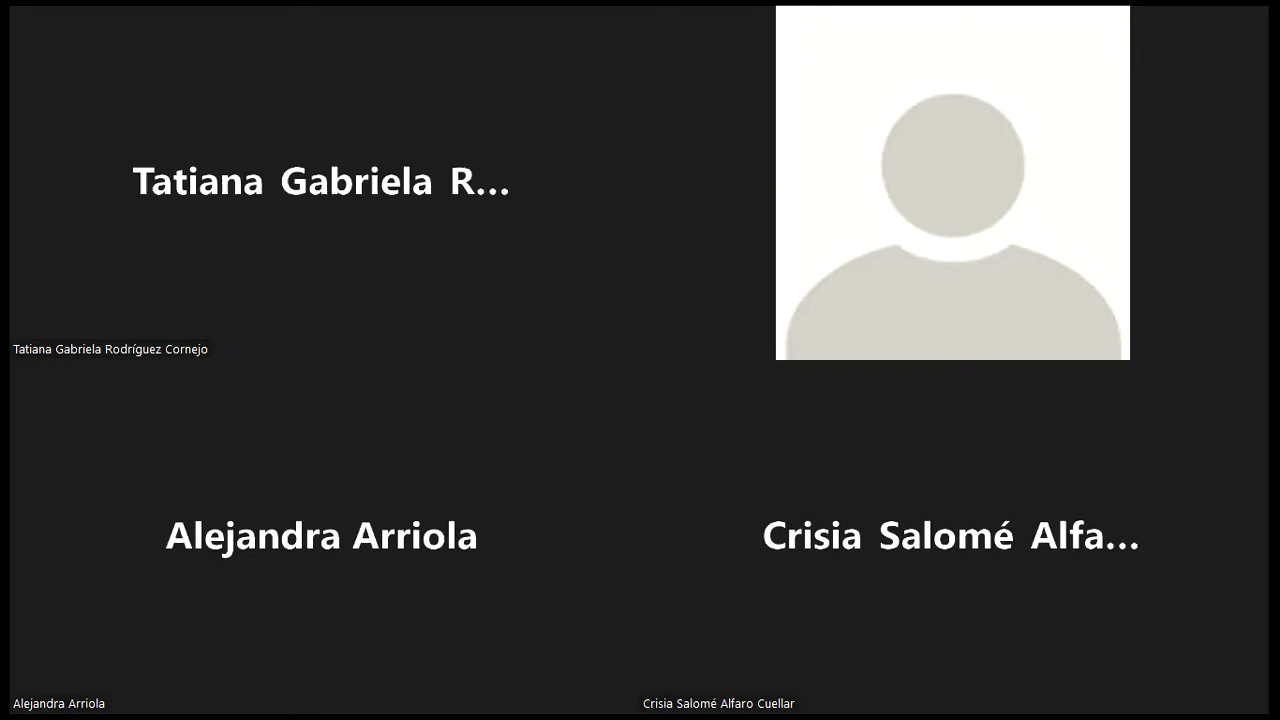 Tatiana Gabriela R...
Tatiana Gabriela Rodríguez Cornejo
Alejandra Arriola
Crisia Salomé Alfa...
Alejandra Arriola
Crisia Salomé Alfaro Cuellar